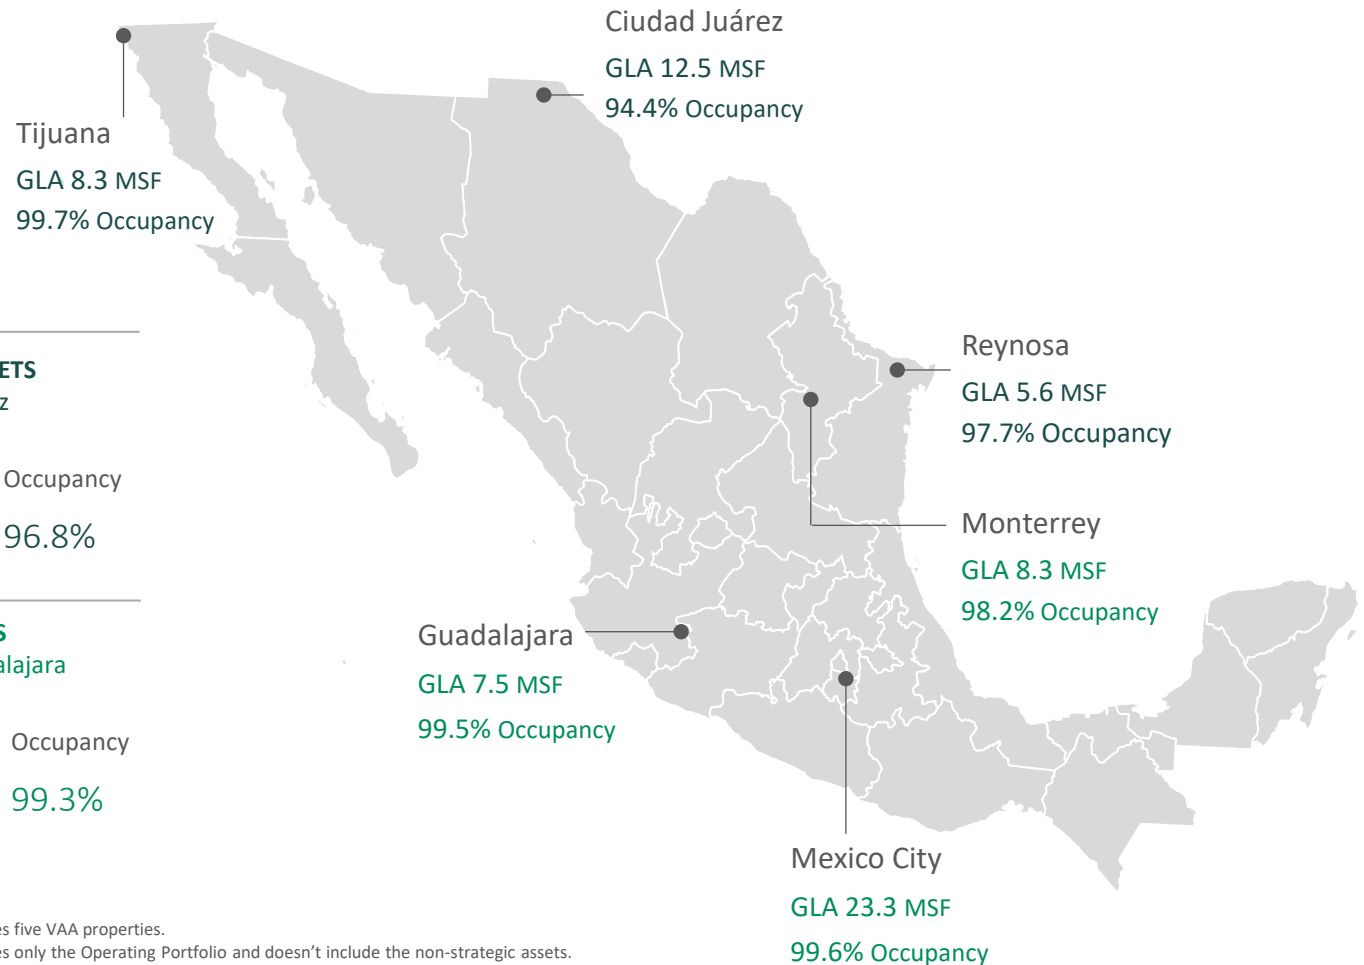 Ciudad Juárez
GLA 12.5 MSF
94.4% Occupancy
Tijuana
GLA 8.3 MSF
99.7% Occupancy
Reynosa
GLA 5.6 MSF
97.7% Occupancy
ETS
z
Occupancy
96.8%
Monterrey
GLA 8.3 MSF
98.2% Occupancy
S
alajara
Occupancy
99.3%
Guadalajara
GLA 7.5 MSF
99.5% Occupancy
Mexico City
GLA 23.3 MSF
99.6% Occupancy
es five VAA properties.
es only the Operating Portfolio and doesn't include the non-strategic assets.